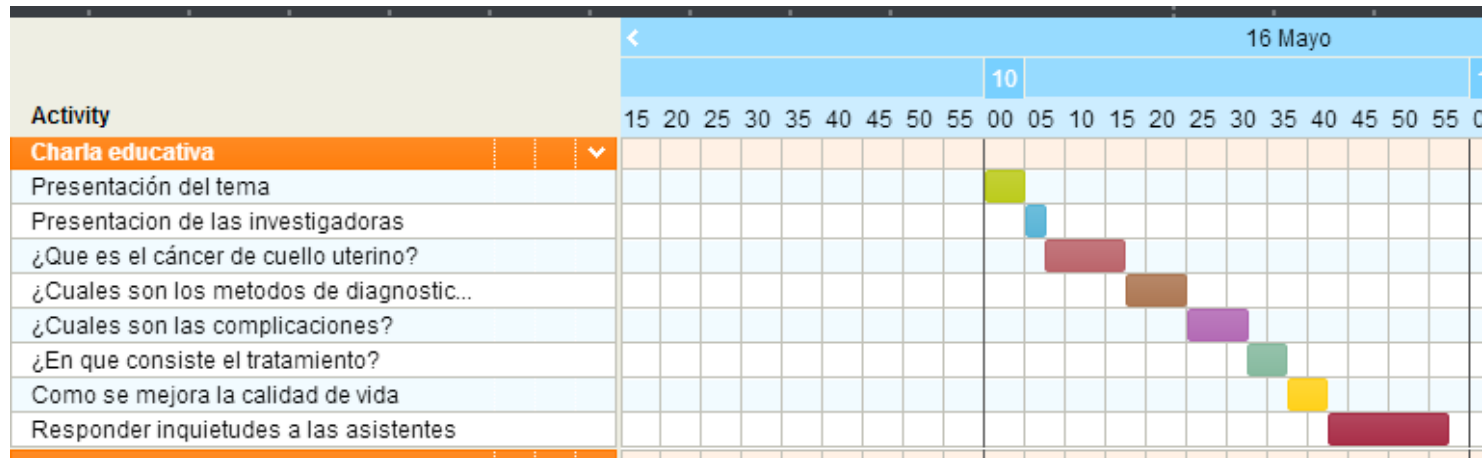 16 Mayo
10
Activity
15 20 25 30 35 40 45 50 55 00 05 10 15 20 25 30 35 40 45 50 55
Charla educativa
Presentación del tema
Presentacion de las investigadoras
¿Que es el cáncer de cuello uterino?
¿Cuales son los metodos de diagnostic...
¿Cuales son las complicaciones?
¿En que consiste el tratamiento?
Como se mejora la calidad de vida
Responder inquietudes a las asistentes